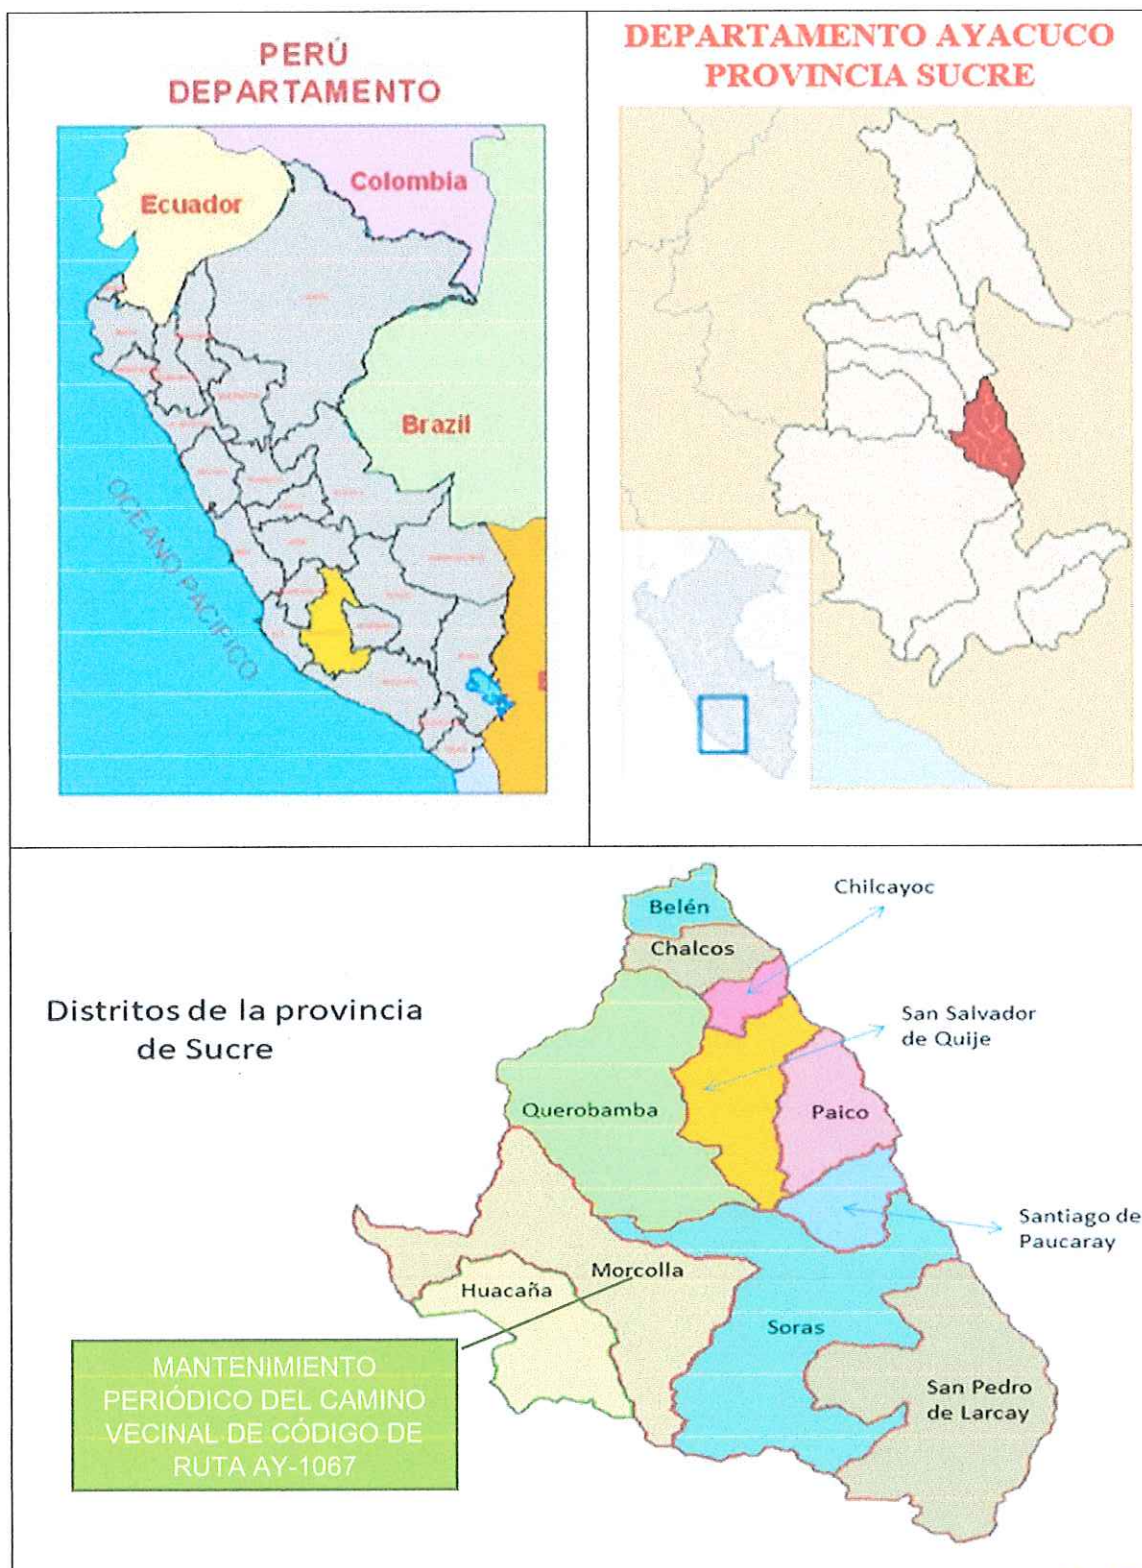 PERÚ
DEPARTAMENTO
Ecuador
Colombia
Brazil
OCEANO PACIFICO
DEPARTAMENTO AYACUCO
PROVINCIA SUCRE
Distritos de la provincia
de Sucre
Belén
Chilcayoc
Chalcos
San Salvador
de Quije
Querobamba
Paico
Santiago de
Paucaray
Morcolla
Huacaña
Soras
San Pedro
de Larcay
MANTENIMIENTO
PERIÓDICO DEL CAMINO
VECINAL DE CÓDIGO DE
RUTA AY-1067